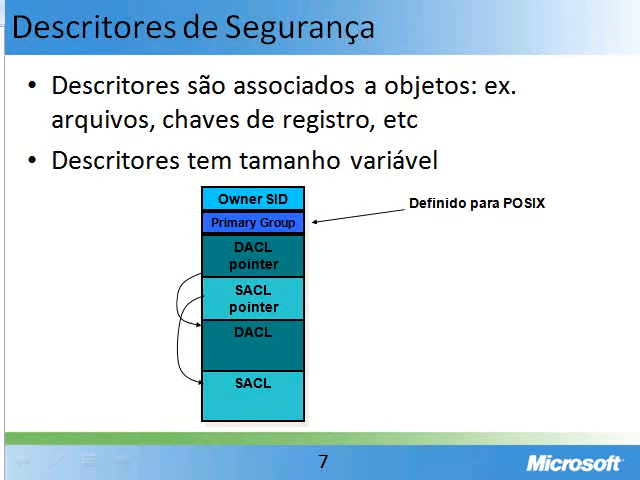 Descritores de Segurança
• Descritores são associados a objetos: ex.
arquivos, chaves de registro, etc
• Descritores tem tamanho variável
Owner SID
Primary Group
Definido para POSIX
DACL
pointer
SACL
pointer
DACL
SACL
7
Microsoft